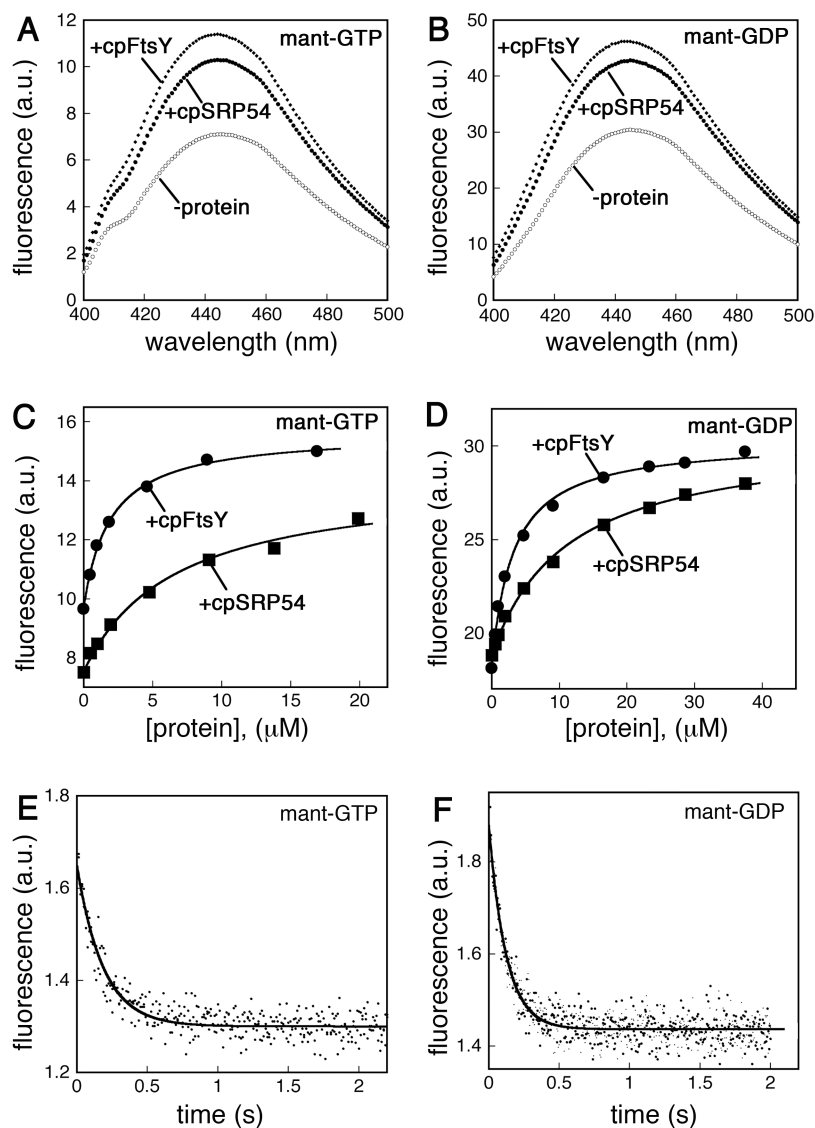 A
mant-GTP
+cpFtsY
+cpSRP54
-protein
12
10
8
6
4
2
0
400 420 440 460 480 500
wavelength (nm)
fluorescence (a.u.)
B
mant-GDP
+cpFtsY
+cpSRP54
-protein
50
40
30
20
10
0
400 420 440 460 480 500
wavelength (nm)
fluorescence (a.u.)
C
mant-GTP
+cpFtsY
+cpSRP54
16
14
12
10
8
0 5 10 15 20
[protein], (μM)
fluorescence (a.u.)
D
mant-GDP
+cpFtsY
+cpSRP54
30
25
20
0 10 20 30 40
[protein], (μM)
fluorescence (a.u.)
E
mant-GTP
1.8
1.6
1.4
1.2
0 0.5 1 1.5 2
time (s)
fluorescence (a.u.)
F
mant-GDP
1.8
1.6
1.4
0 0.5 1 1.5 2
time (s)
fluorescence (a.u.)